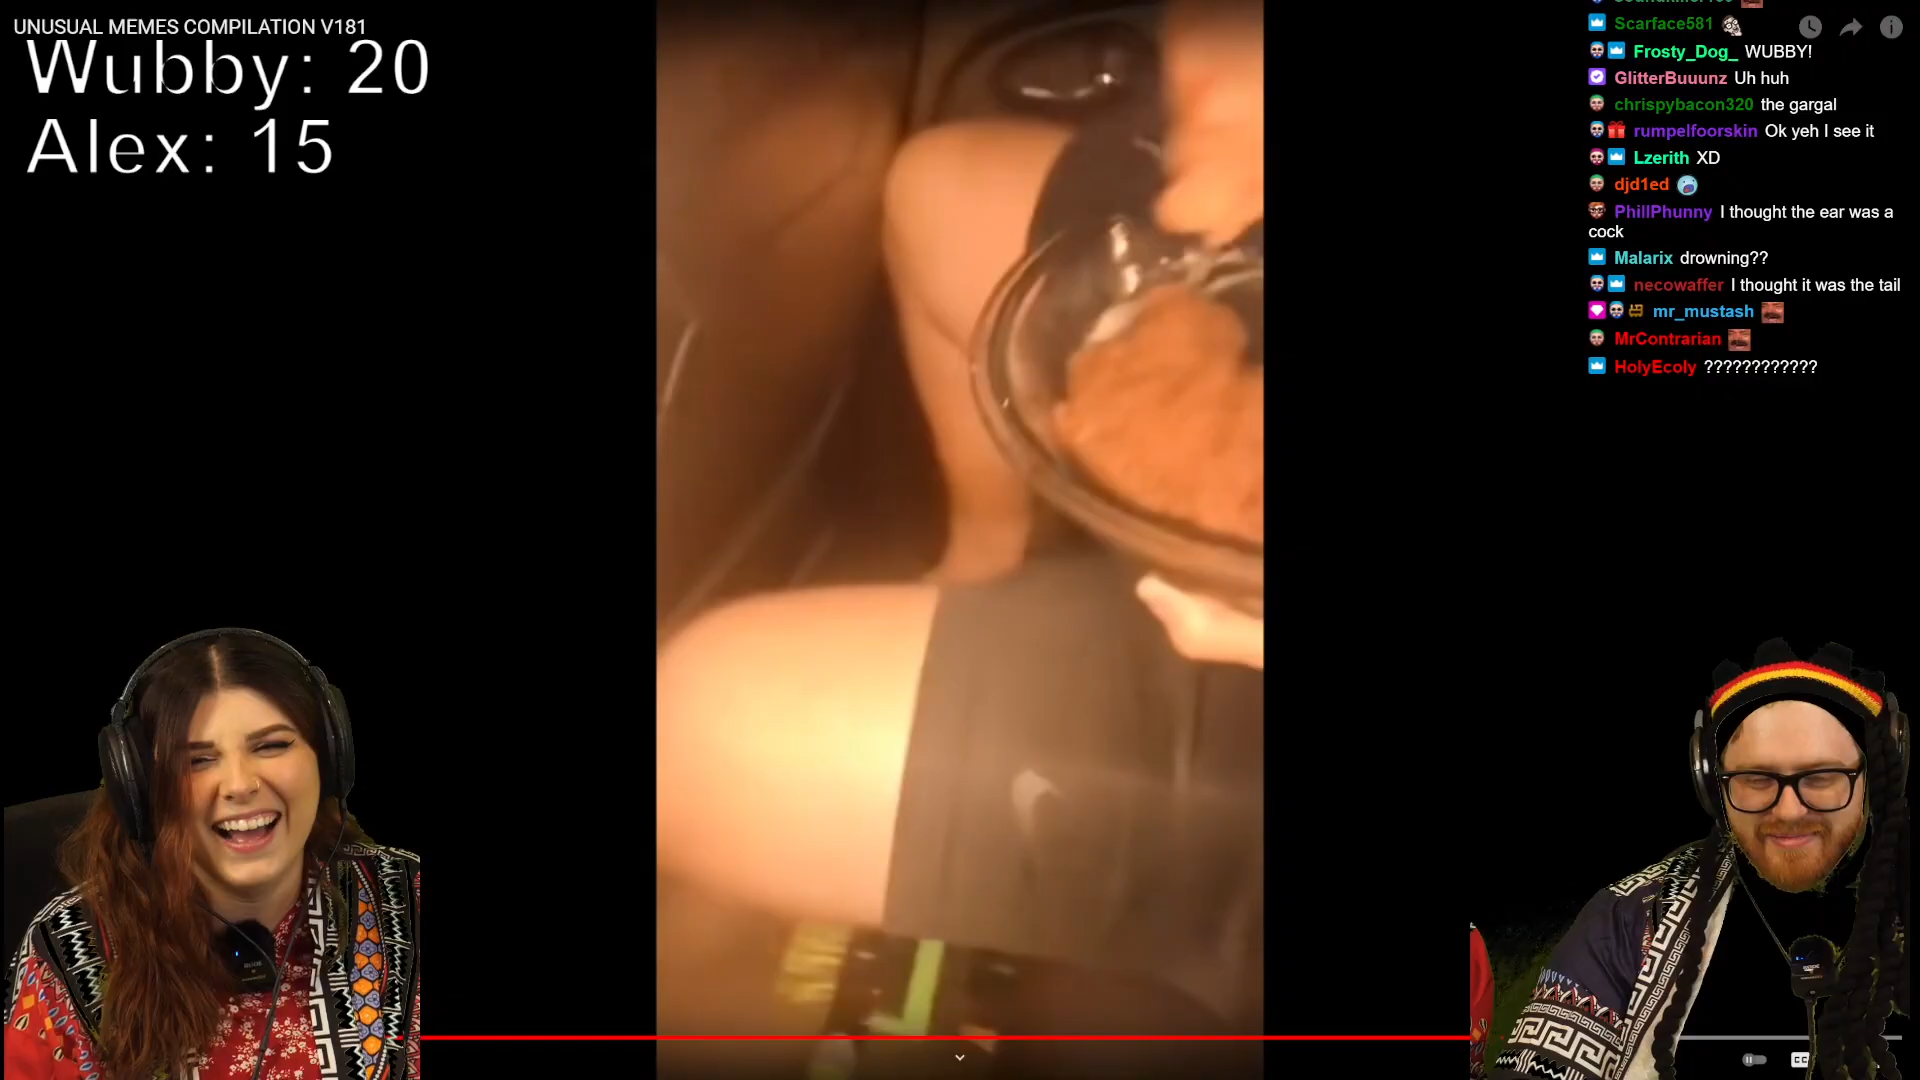 UNUSUAL MEMES COMPILATION V181
Wubby: 20
Alex: 15
Scarface581
Frosty_Dog_ WUBBY!
GlitterBuuunz Uh huh
chrispybacon320 the gargal
rumpelfoorskin Ok yeh I see it
Lzerith XD
djd1ed
PhillPhunny I thought the ear was a
cock
Malarix drowning??
necowaffer I thought it was the tail
mr_mustash
MrContrarian
HolyEcoly ????????????
CC